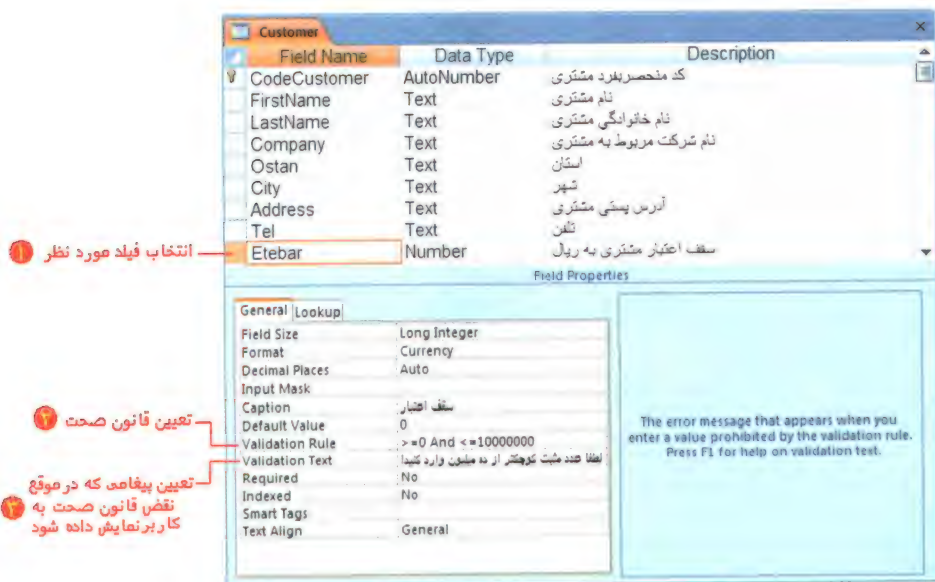 Customer
Field Name Data Type Description
CodeCustomer AutoNumber کد منحصربفرد مشتری
FirstName Text نام مشتری
LastName Text نام خانوادگی مشتری
Company Text نام شرکت مربوط به مشتری
Ostan Text استان
City Text شهر
Address Text آدرس پستی مشتری
Tel Text تلفن
Etebar Number سقف اعتبار مشتری به ریال
۱ انتخاب فیلد مورد نظر
Field Properties
General Lookup
Field Size Long Integer
Format Currency
Decimal Places Auto
Input Mask
Caption سقف اعتبار
Default Value 0
Validation Rule >=0 And <=10000000
Validation Text لطفا عدد مثبت کوچکتر از ده میلیون وارد کنید!
Required No
Indexed No
Smart Tags
Text Align General
۲ تعیین قانون صحت
۳ تعیین پیغامی که در موقع
نقض قانون صحت به
کاربر نمایش داده شود
The error message that appears when you
enter a value prohibited by the validation rule.
Press F1 for help on validation text.